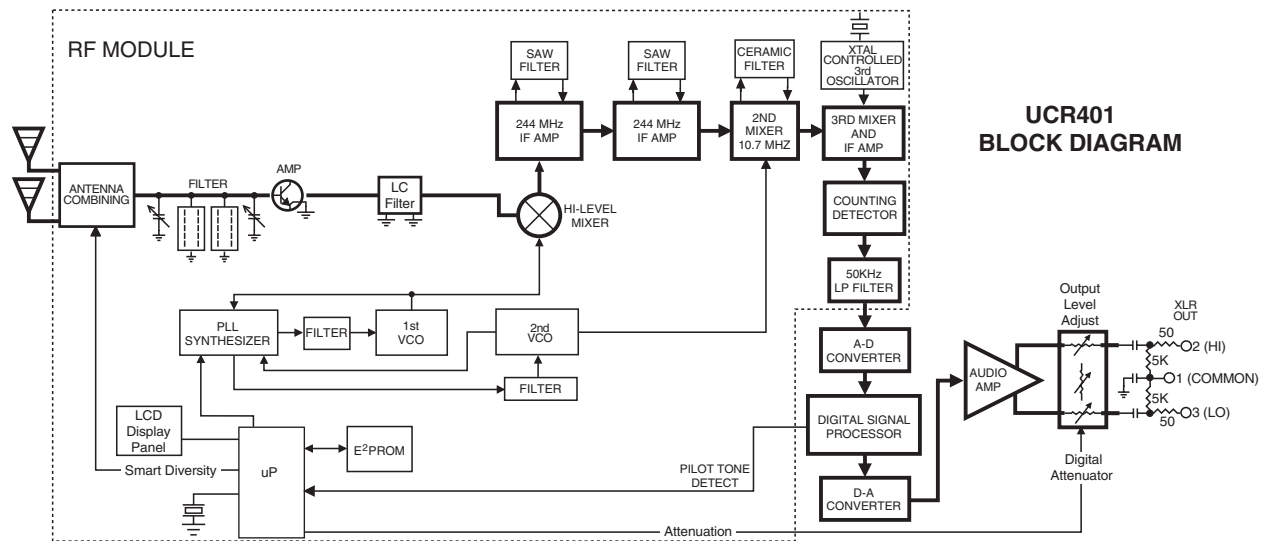 RF MODULE
UCR401
BLOCK DIAGRAM
SAW
FILTER
SAW
FILTER
CERAMIC
FILTER
XTAL
CONTROLLED
3rd
OSCILLATOR
244 MHz
IF AMP
244 MHz
IF AMP
2ND
MIXER
10.7 MHZ
3RD MIXER
AND
IF AMP
ANTENNA
COMBINING
FILTER
AMP
LC
Filter
HI-LEVEL
MIXER
COUNTING
DETECTOR
50KHz
LP FILTER
PLL
SYNTHESIZER
FILTER
1st
VCO
2nd
VCO
FILTER
A-D
CONVERTER
Output
Level
Adjust
XLR
OUT
50
2 (HI)
5K
1 (COMMON)
5K
3 (LO)
50
AUDIO
AMP
LCD
Display
Panel
uP
E2PROM
DIGITAL SIGNAL
PROCESSOR
Smart Diversity
PILOT TONE
DETECT
D-A
CONVERTER
Digital
Attenuator
Attenuation